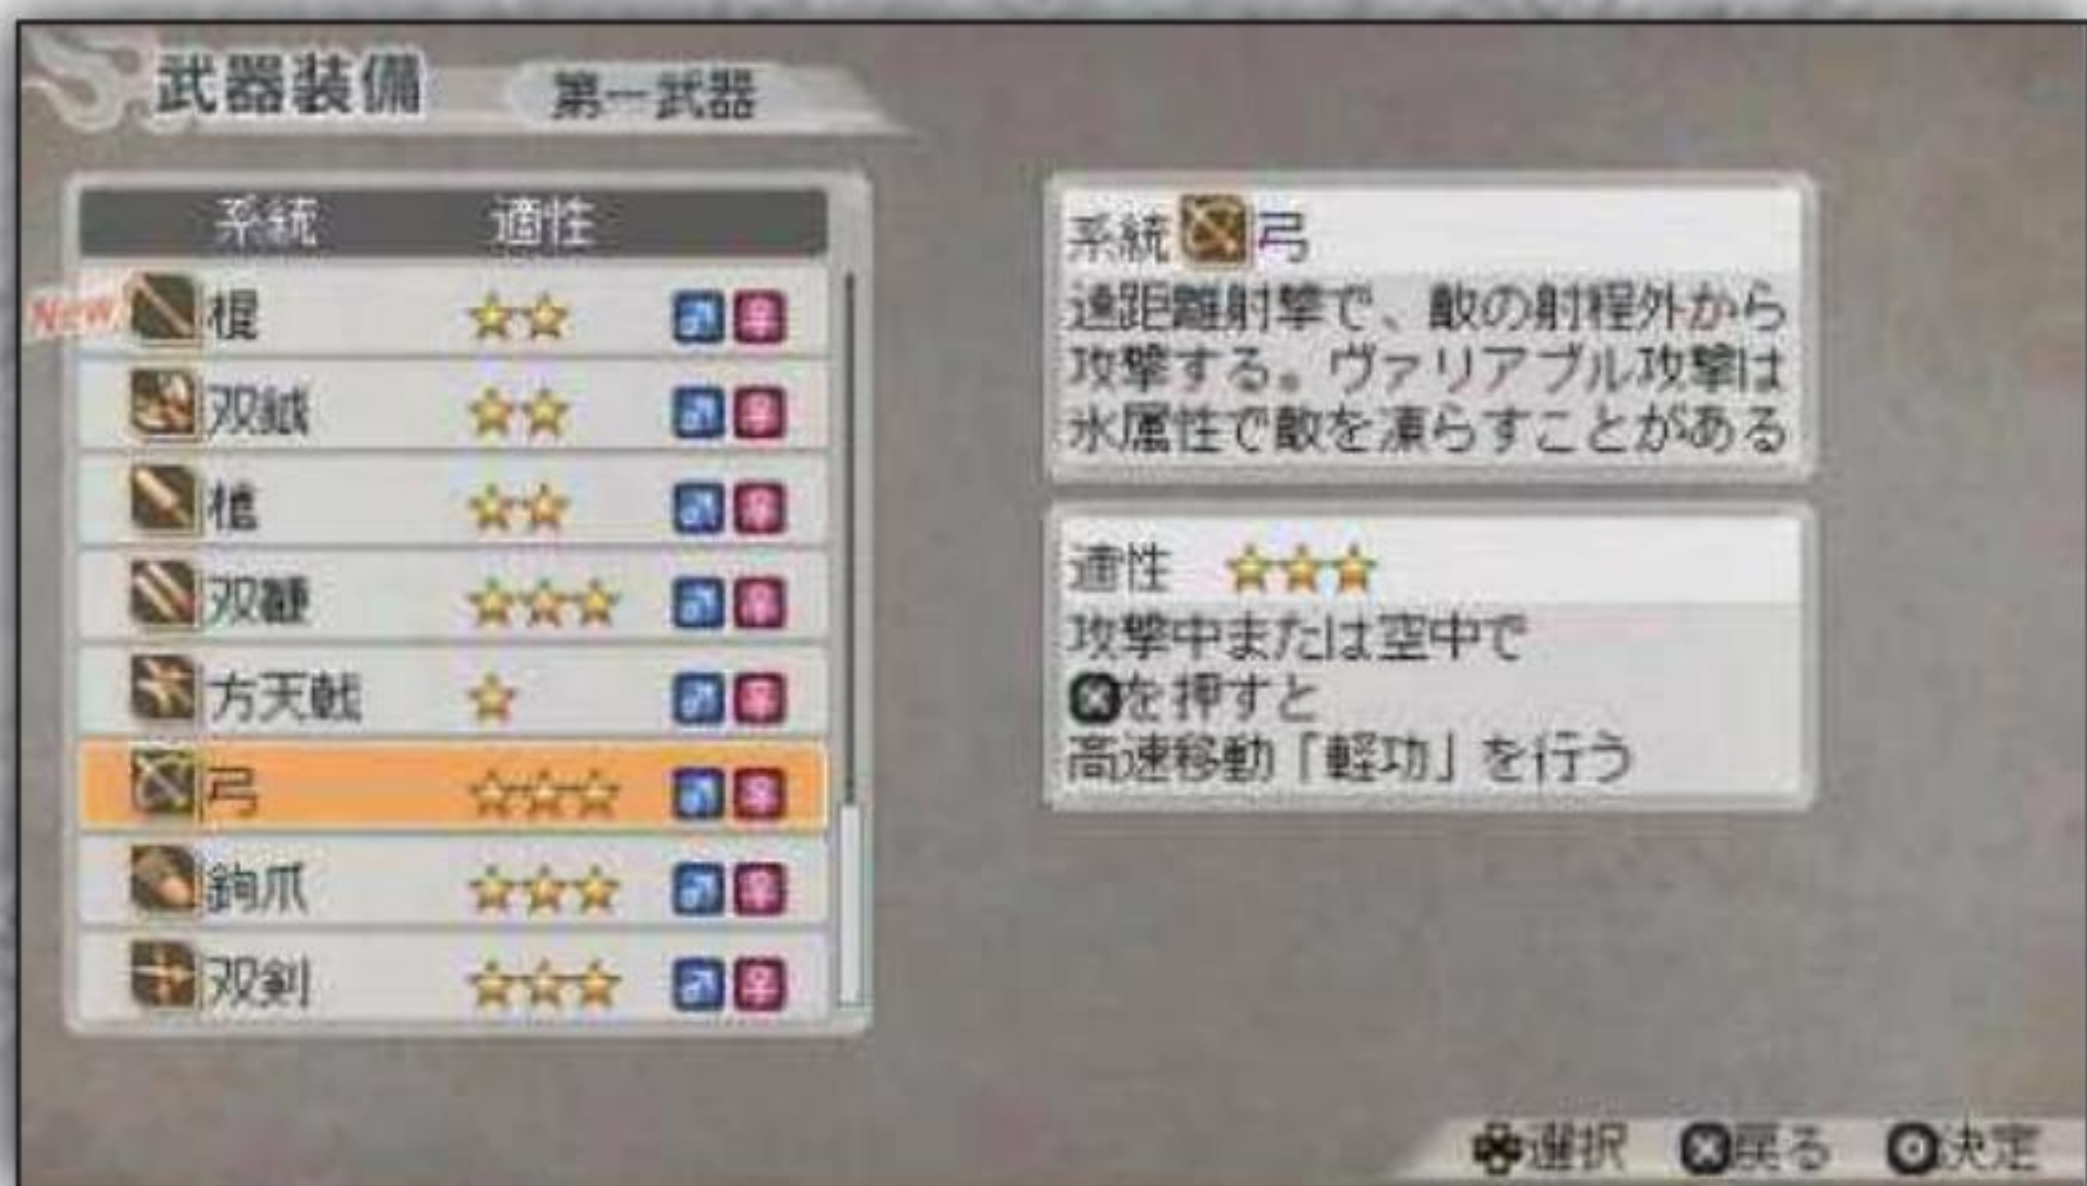 武器装備
第一武器
系統 適性
New! 棍
双鉞
槍
双鞭
方天戟
弓
鉤爪
双剣
系統 弓
遠距離射撃で、敵の射程外から
攻撃する。ヴァリアブル攻撃は
氷属性で敵を凍らすことがある
適性
攻撃中または空中で
を押すと
高速移動「軽功」を行う
選択 戻る 決定